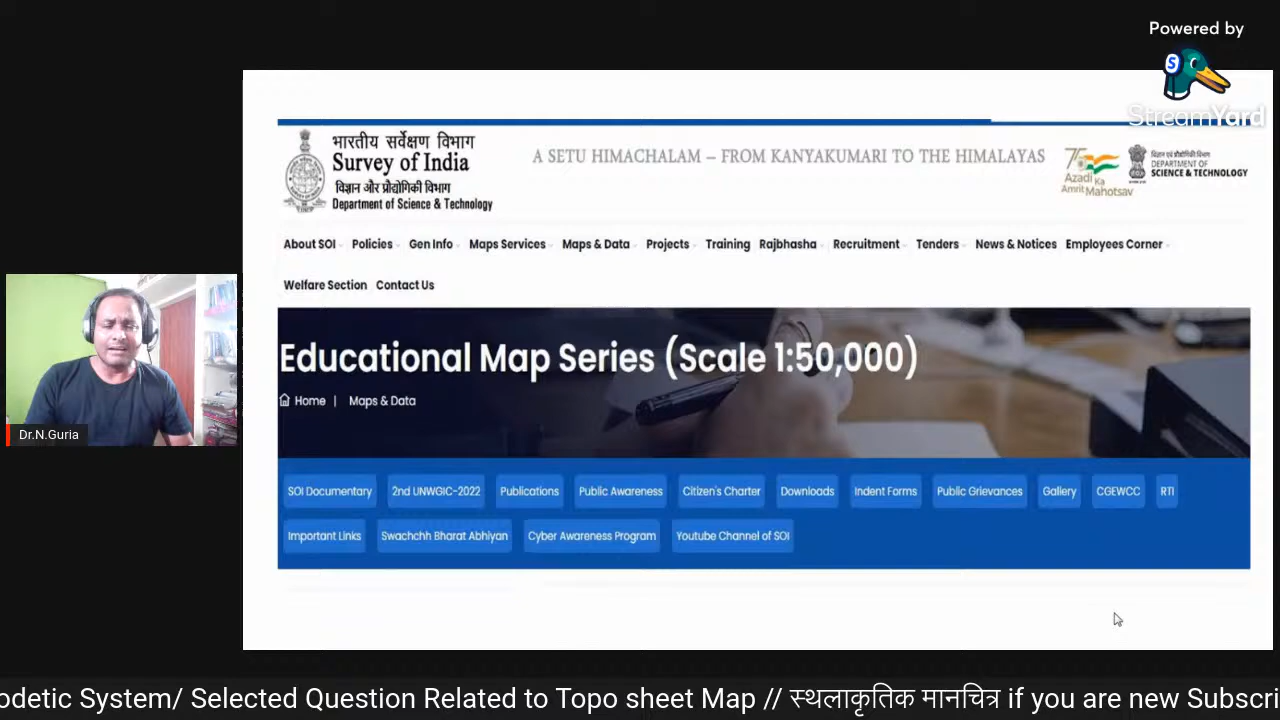 Powered by
StreamYard
भारतीय सर्वेक्षण विभाग
Survey of India
विज्ञान और प्रौद्योगिकी विभाग
Department of Science & Technology
A SETU HIMACHALAM – FROM KANYAKUMARI TO THE HIMALAYAS
75
Azadi Ka
Amrit Mahotsav
विज्ञान एवं प्रौद्योगिकी विभाग
DEPARTMENT OF
SCIENCE & TECHNOLOGY
About SOI Policies Gen Info Maps Services Maps & Data Projects Training Rajbhasha Recruitment Tenders News & Notices Employees Corner
Welfare Section Contact Us
Educational Map Series (Scale 1:50,000)
Home | Maps & Data
SOI Documentary 2nd UNWGIC-2022 Publications Public Awareness Citizen's Charter Downloads Indent Forms Public Grievances Gallery CGEWCC RTI
Important Links Swachchh Bharat Abhiyan Cyber Awareness Program Youtube Channel of SOI
Dr.N.Guria
odetic System/ Selected Question Related to Topo sheet Map // स्थलाकृतिक मानचित्र if you are new Subscri